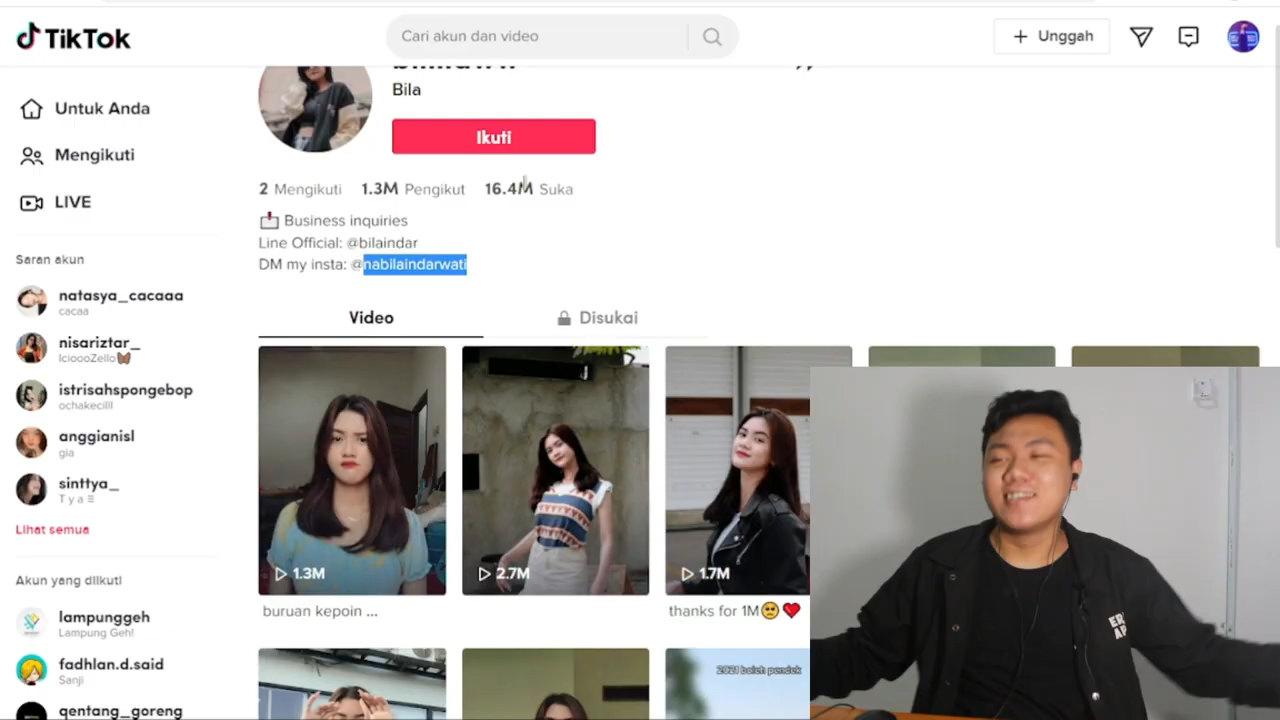 TikTok
Cari akun dan video
Unggah
Untuk Anda
Mengikuti
LIVE
Saran akun
natasya_cacaaa
cacaa
nisariztar_
lcioooZello
istrisahspongebop
ochakecilll
anggianisl
gia
sinttya_
T y a
Lihat semua
Akun yang diikuti
lampunggeh
Lampung Geh!
fadhlan.d.said
Sanji
qentang_goreng
Bila
Ikuti
2 Mengikuti 1.3M Pengikut 16.4M Suka
Business inquiries
Line Official: @bilaindar
DM my insta: @nabilaindarwati
Video
Disukai
1.3M
2.7M
1.7M
buruan kepoin ...
thanks for 1M🥺❤️
2021 boleh pendek